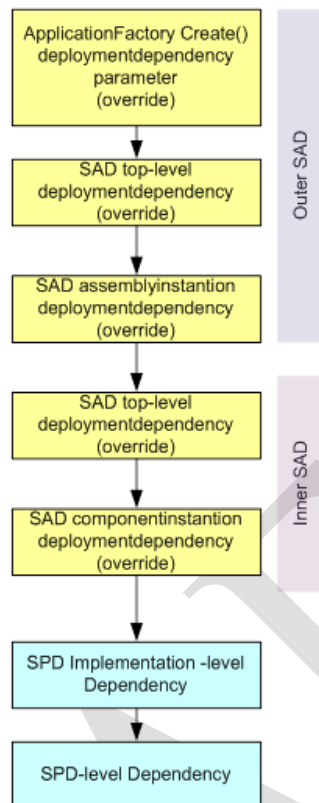 ApplicationFactory Create()
deploymentdependency
parameter
(override)
SAD top-level
deploymentdependency
(override)
SAD assemblyinstantion
deploymentdependency
(override)
Outer SAD
SAD top-level
deploymentdependency
(override)
SAD componentinstantion
deploymentdependency
(override)
Inner SAD
SPD Implementation -level
Dependency
SPD-level Dependency